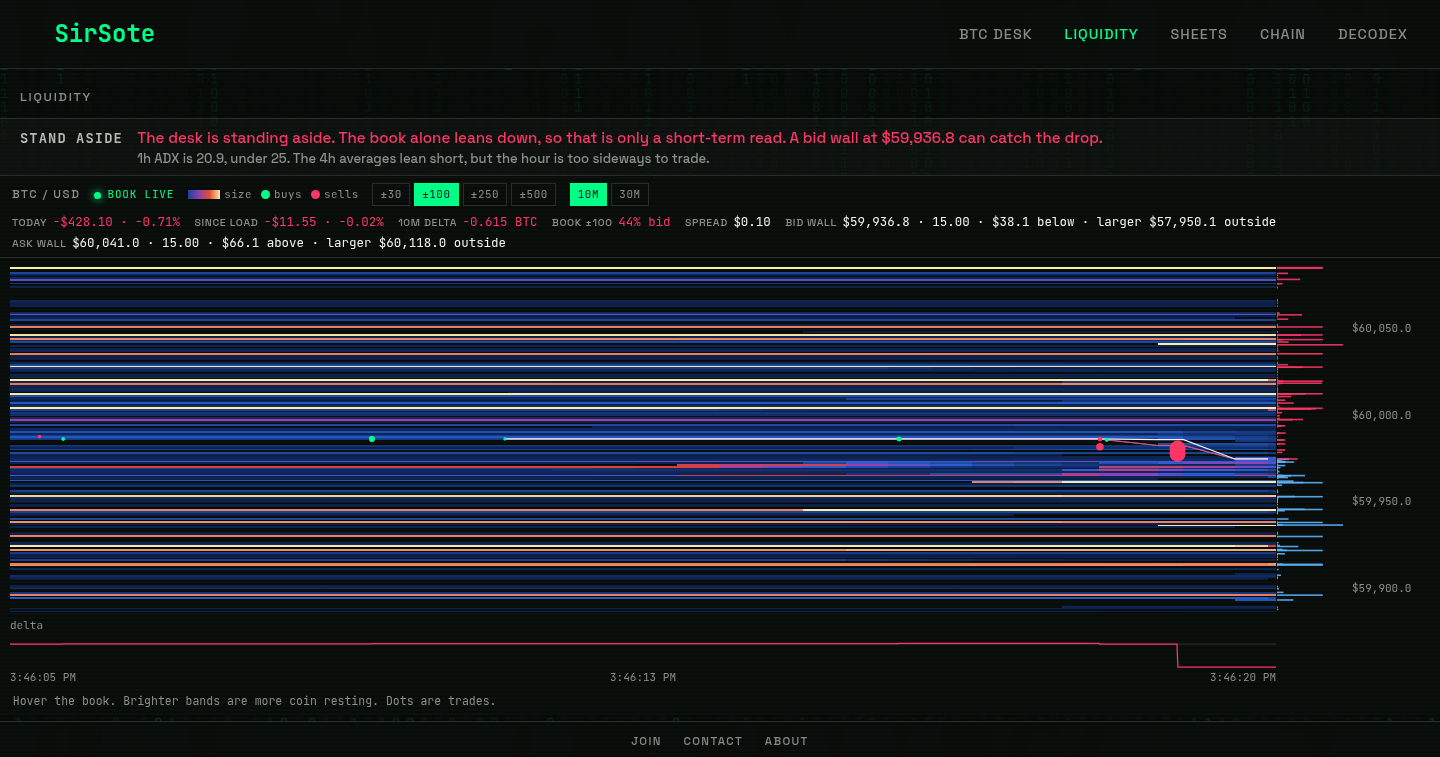 SirSote
BTC DESK LIQUIDITY SHEETS CHAIN DECODEX
LIQUIDITY
STAND ASIDE The desk is standing aside. The book alone leans down, so that is only a short-term read. A bid wall at $59,936.8 can catch the drop.
1h ADX is 20.9, under 25. The 4h averages lean short, but the hour is too sideways to trade.
BTC / USD BOOK LIVE size buys sells ±30 ±100 ±250 ±500 10M 30M
TODAY -$428.10 · -0.71% SINCE LOAD -$11.55 · -0.02% 10M DELTA -0.615 BTC BOOK ±100 44% bid SPREAD $0.10 BID WALL $59,936.8 · 15.00 · $38.1 below · larger $57,950.1 outside
ASK WALL $60,041.0 · 15.00 · $66.1 above · larger $60,118.0 outside
$60,050.0
$60,000.0
$59,950.0
$59,900.0
delta
3:46:05 PM 3:46:13 PM 3:46:20 PM
Hover the book. Brighter bands are more coin resting. Dots are trades.
JOIN CONTACT ABOUT